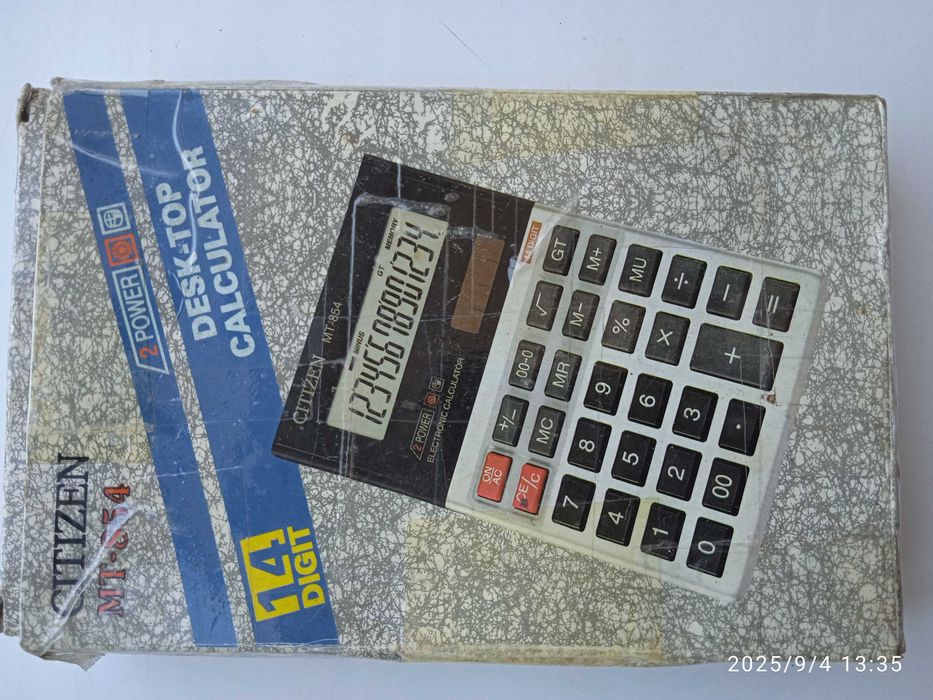 CITIZEN
MT-854
2 POWER
DESK-TOP
CALCULATOR
14
DIGIT
CITIZEN MT-854
MINUS GT MEMORY
12345678901234
2 POWER
ELECTRONIC CALCULATOR
14 DIGIT
ON/AC +/− 00→0 √ GT
CE/C MC MR M− M+
7 8 9 % MU
4 5 6 × ÷
1 2 3 + −
0 00 . =
2025/9/4 13:35